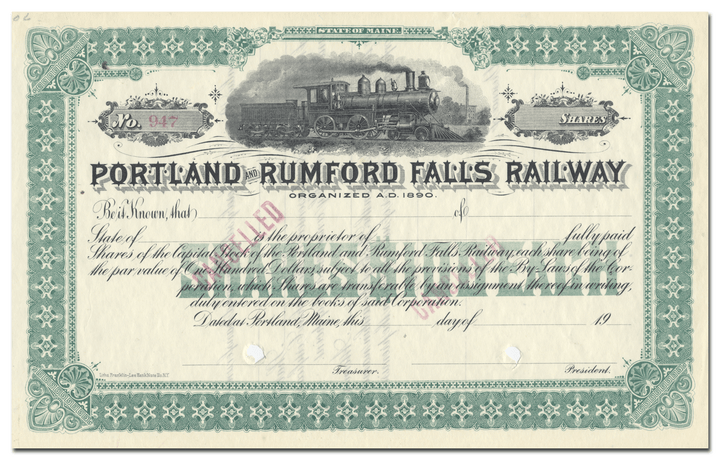 STATE OF MAINE.
No. 947
SHARES
PORTLAND AND RUMFORD FALLS RAILWAY
ORGANIZED A.D. 1890.
Be it Known, that of
State of is the proprietor of fully paid
Shares of the Capital Stock of the Portland and Rumford Falls Railway, each share being of
the par value of One Hundred Dollars, subject to all the provisions of the By-Laws of the Cor-
poration, which Shares are transferable by an assignment thereof in writing,
duly entered on the books of said Corporation.
Dated at Portland, Maine, this day of 19
CANCELLED
CANCELLED
Treasurer. President.